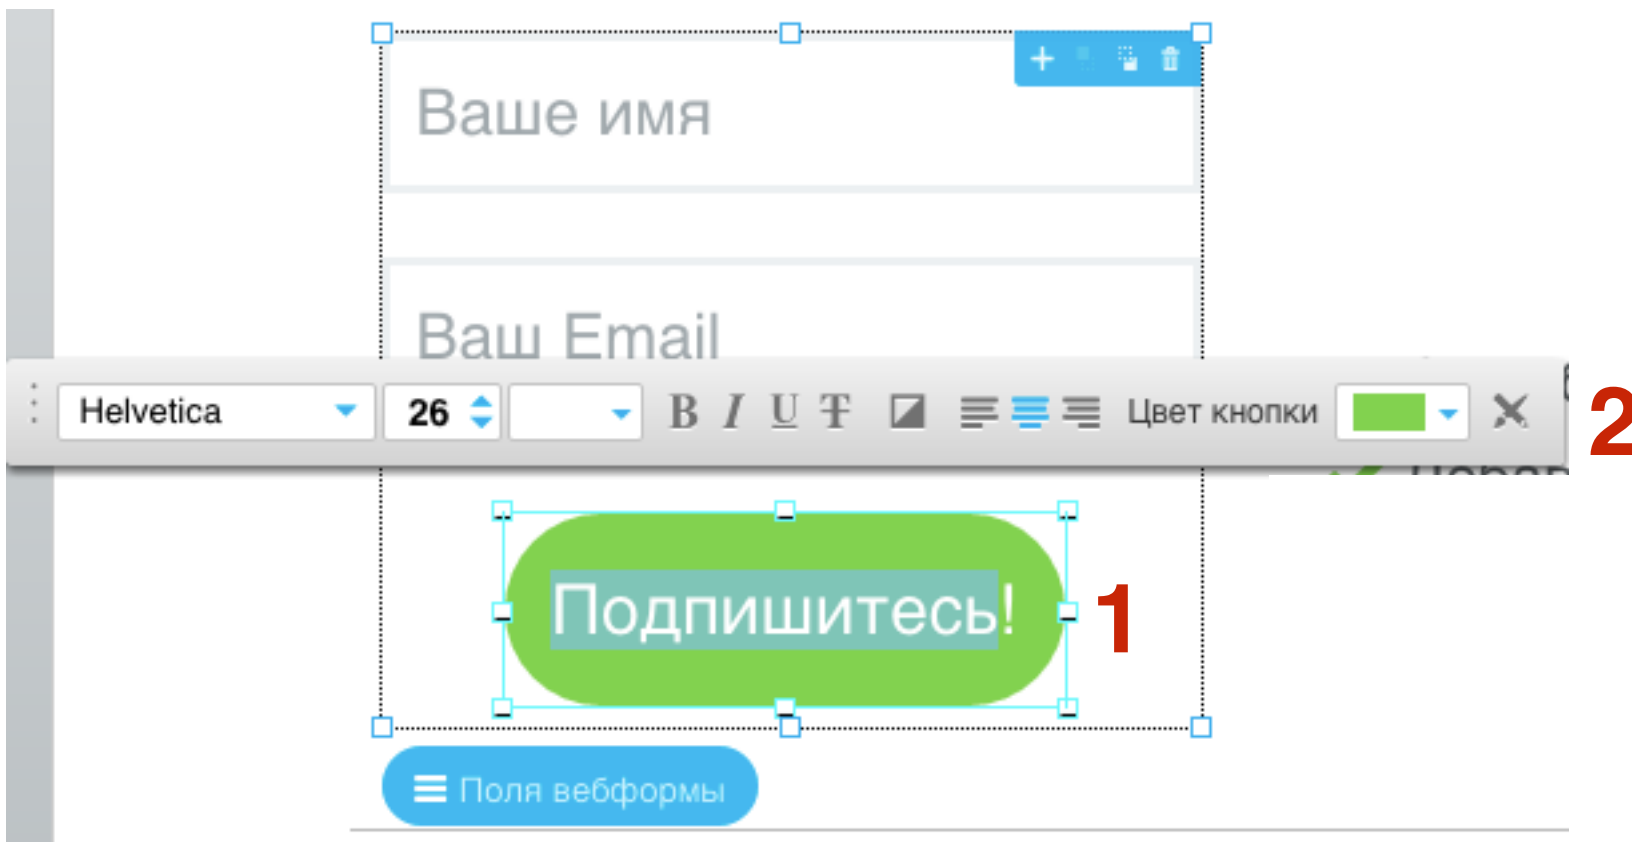 Ваше имя
Ваш Email
Helvetica 26 B I U T Цвет кнопки 2
Подпишитесь! 1
Поля вебформы